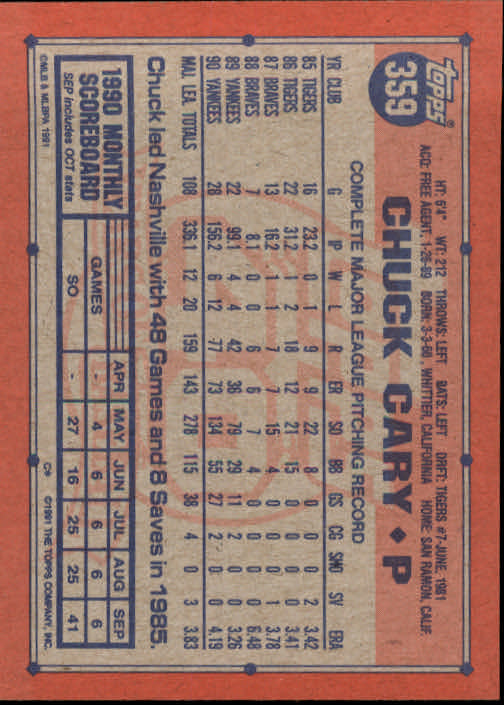 TOPPS®
359
HT: 6'4" WT: 212 THROWS: LEFT BATS: LEFT DRFT: TIGERS #7-JUNE, 1981
ACQ: FREE AGENT, 1-26-89 BORN: 3-3-60 WHITTIER, CALIFORNIA HOME: SAN RAMON, CALIF.
CHUCK CARY • P
COMPLETE MAJOR LEAGUE PITCHING RECORD
YR CLUB G IP W L R ER SO BB GS CG SHO SV ERA
85 TIGERS 16 23.2 0 1 9 9 22 8 0 0 0 2 3.42
86 TIGERS 22 31.2 1 2 18 12 21 15 0 0 0 0 3.41
87 BRAVES 13 16.2 1 1 7 7 15 4 0 0 0 1 3.78
88 BRAVES 7 8.1 0 0 6 6 7 4 0 0 0 0 6.48
89 YANKEES 22 99.1 4 4 42 36 79 29 11 2 0 0 3.26
90 YANKEES 28 156.2 6 12 77 73 134 55 27 2 0 0 4.19
MAJ. LEA. TOTALS 108 336.1 12 20 159 143 278 115 38 4 0 3 3.83
Chuck led Nashville with 48 Games and 8 Saves in 1985.
1990 MONTHLY
SCOREBOARD
SEP Includes OCT stats
APR MAY JUN JUL AUG SEP
GAMES - 4 6 6 6 6
SO - 27 16 25 25 41
©MLB & MLBPA 1991
C* ©1991 THE TOPPS COMPANY, INC.